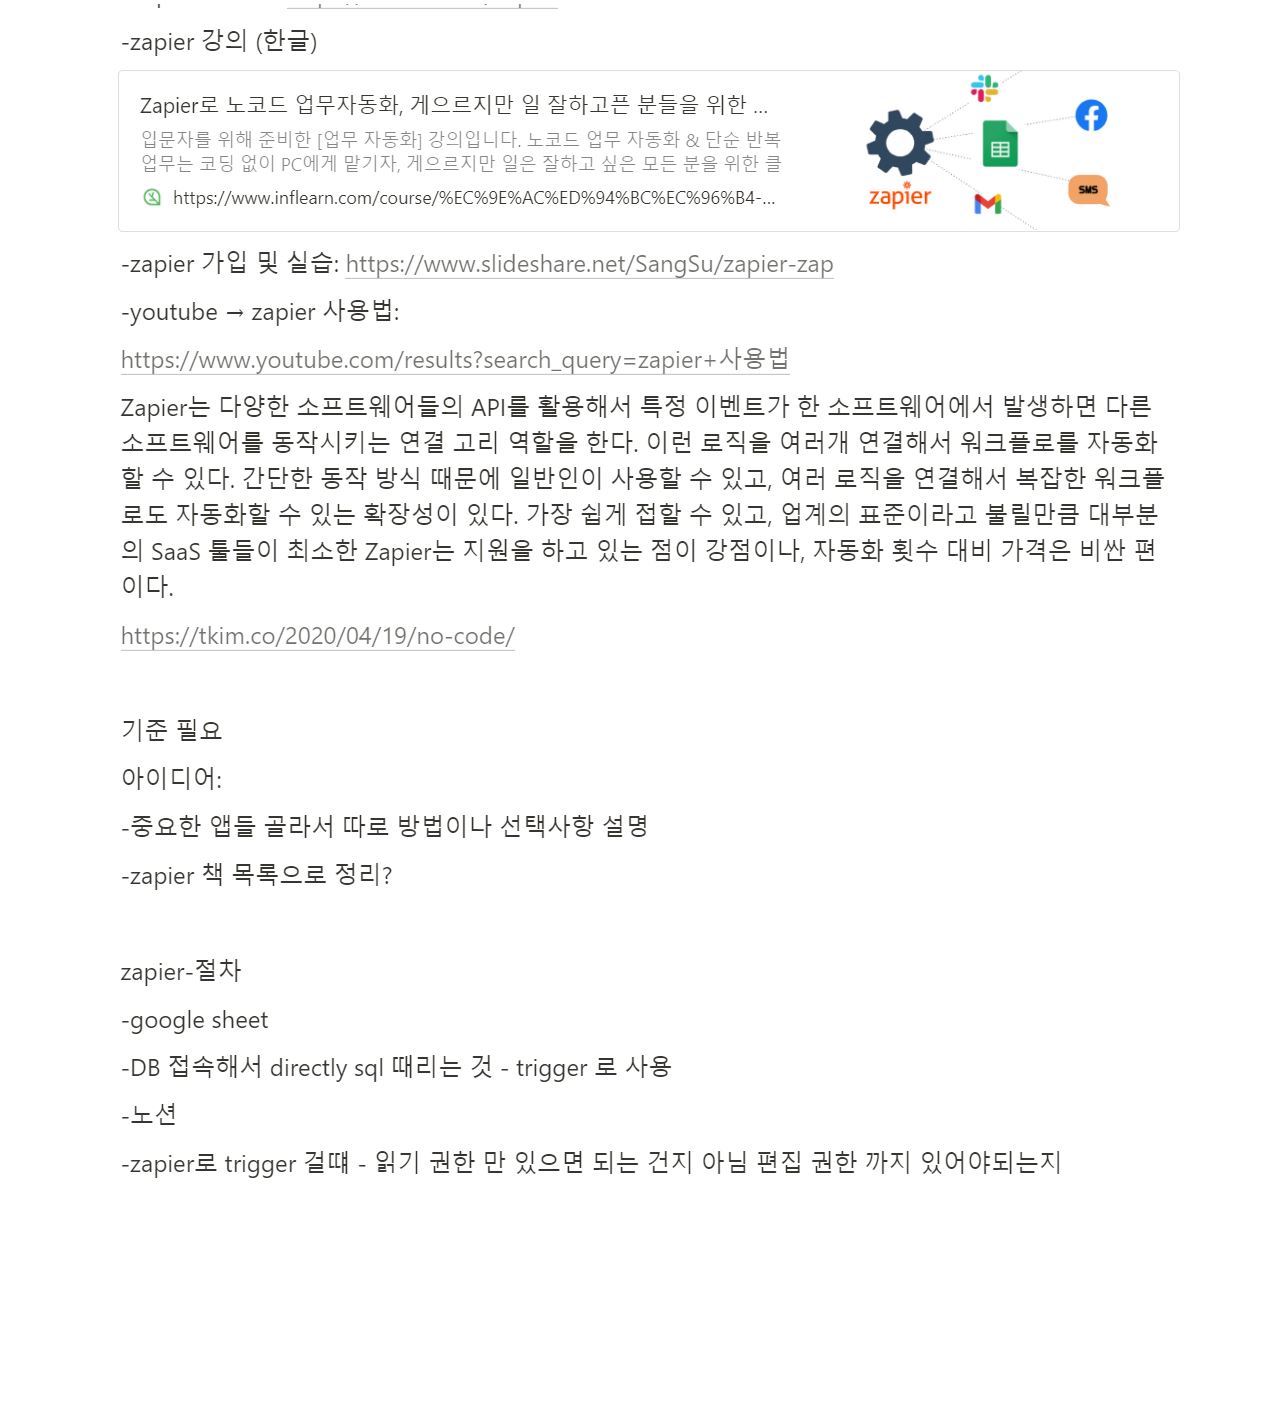 -zapier 강의 (한글)
Zapier로 노코드 업무자동화, 게으르지만 일 잘하고픈 분들을 위한 ...
입문자를 위해 준비한 [업무 자동화] 강의입니다. 노코드 업무 자동화 & 단순 반복
업무는 코딩 없이 PC에게 맡기자, 게으르지만 일은 잘하고 싶은 모든 분을 위한 클
https://www.inflearn.com/course/%EC%9E%AC%ED%94%BC%EC%96%B4-...
zapier
SMS
-zapier 가입 및 실습: https://www.slideshare.net/SangSu/zapier-zap
-youtube → zapier 사용법:
https://www.youtube.com/results?search_query=zapier+사용법
Zapier는 다양한 소프트웨어들의 API를 활용해서 특정 이벤트가 한 소프트웨어에서 발생하면 다른
소프트웨어를 동작시키는 연결 고리 역할을 한다. 이런 로직을 여러개 연결해서 워크플로를 자동화
할 수 있다. 간단한 동작 방식 때문에 일반인이 사용할 수 있고, 여러 로직을 연결해서 복잡한 워크플
로도 자동화할 수 있는 확장성이 있다. 가장 쉽게 접할 수 있고, 업계의 표준이라고 불릴만큼 대부분
의 SaaS 툴들이 최소한 Zapier는 지원을 하고 있는 점이 강점이나, 자동화 횟수 대비 가격은 비싼 편
이다.
https://tkim.co/2020/04/19/no-code/
기준 필요
아이디어:
-중요한 앱들 골라서 따로 방법이나 선택사항 설명
-zapier 책 목록으로 정리?
zapier-절차
-google sheet
-DB 접속해서 directly sql 때리는 것 - trigger 로 사용
-노션
-zapier로 trigger 걸떄 - 읽기 권한 만 있으면 되는 건지 아님 편집 권한 까지 있어야되는지